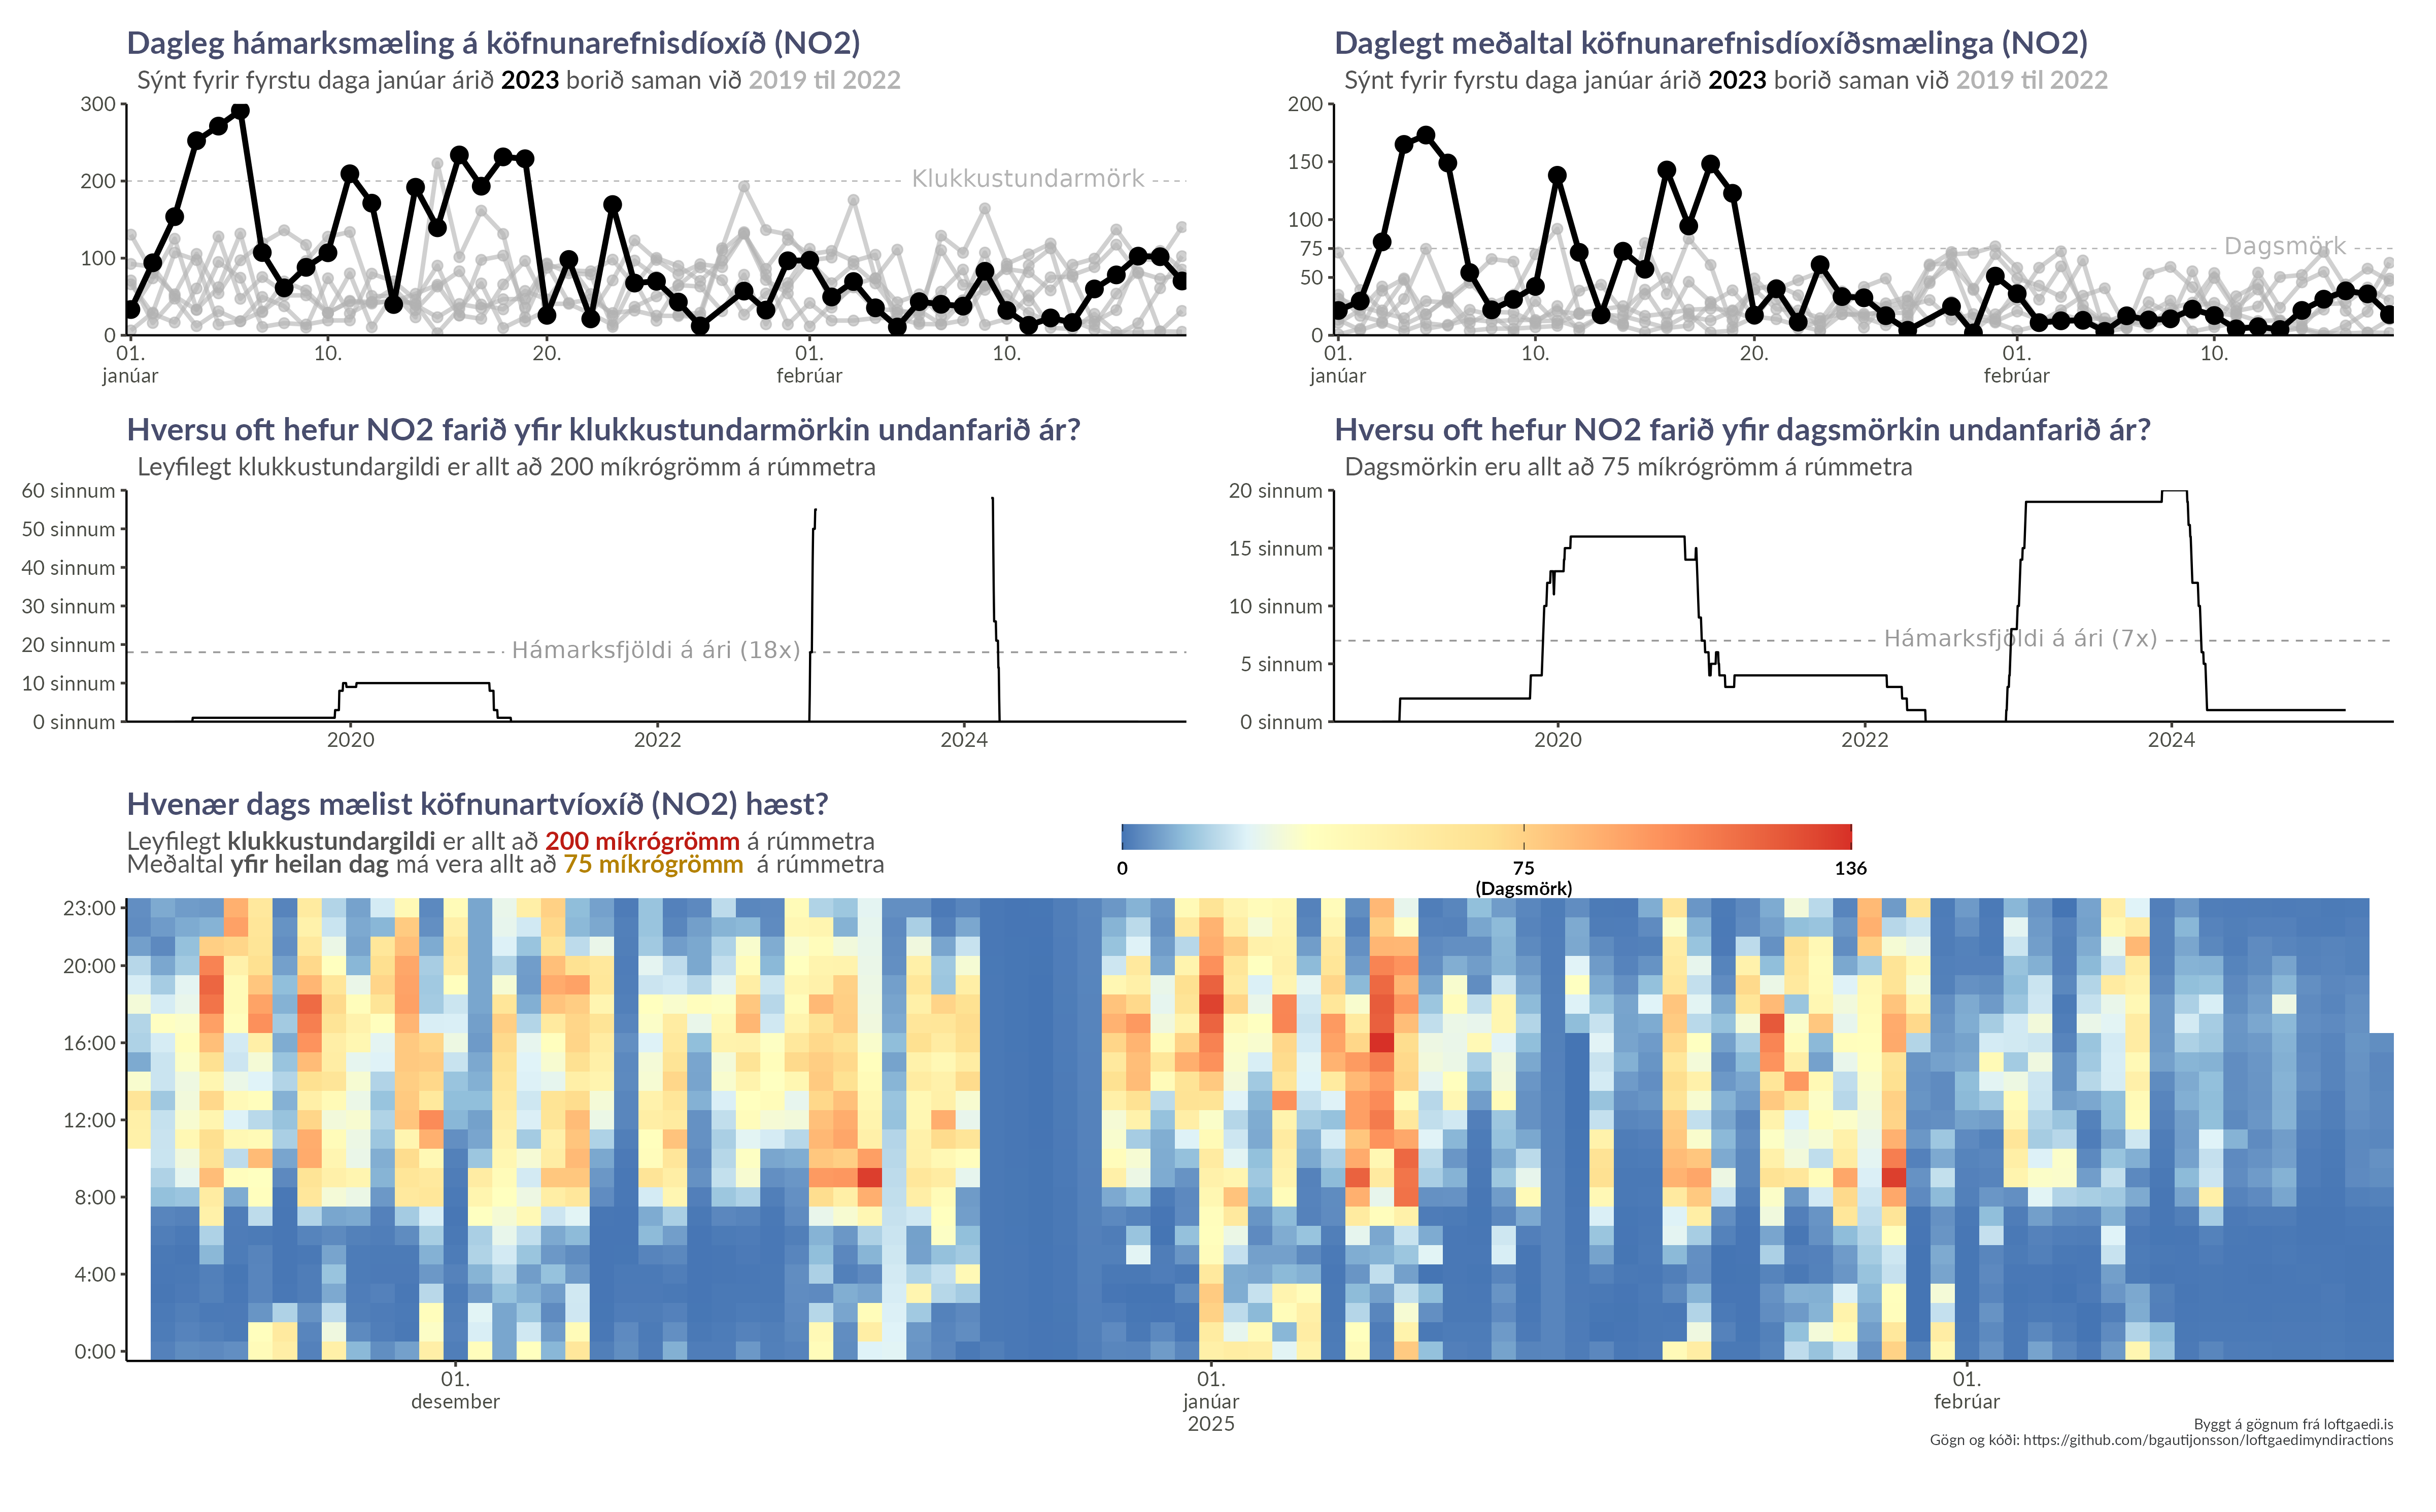 Dagleg hámarksmæling á köfnunarefnisdíoxíð (NO2)
Sýnt fyrir fyrstu daga janúar árið 2023 borið saman við 2019 til 2022
300
200
100
0
Klukkustundarmörk
01.
janúar
10.
20.
01.
febrúar
10.
Daglegt meðaltal köfnunarefnisdíoxíðsmælinga (NO2)
Sýnt fyrir fyrstu daga janúar árið 2023 borið saman við 2019 til 2022
200
150
100
75
50
0
Dagsmörk
01.
janúar
10.
20.
01.
febrúar
10.
Hversu oft hefur NO2 farið yfir klukkustundarmörkin undanfarið ár?
Leyfilegt klukkustundargildi er allt að 200 míkrógrömm á rúmmetra
60 sinnum
50 sinnum
40 sinnum
30 sinnum
20 sinnum
10 sinnum
0 sinnum
Hámarksfjöldi á ári (18x)
2020
2022
2024
Hversu oft hefur NO2 farið yfir dagsmörkin undanfarið ár?
Dagsmörkin eru allt að 75 míkrógrömm á rúmmetra
20 sinnum
15 sinnum
10 sinnum
5 sinnum
0 sinnum
Hámarksfjöldi á ári (7x)
2020
2022
2024
Hvenær dags mælist köfnunartvíoxíð (NO2) hæst?
Leyfilegt klukkustundargildi er allt að 200 míkrógrömm á rúmmetra
Meðaltal yfir heilan dag má vera allt að 75 míkrógrömm á rúmmetra
0
75
(Dagsmörk)
136
23:00
20:00
16:00
12:00
8:00
4:00
0:00
01.
desember
01.
janúar
2025
01.
febrúar
Byggt á gögnum frá loftgaedi.is
Gögn og kóði: https://github.com/bgautijonsson/loftgaedimyndiractions